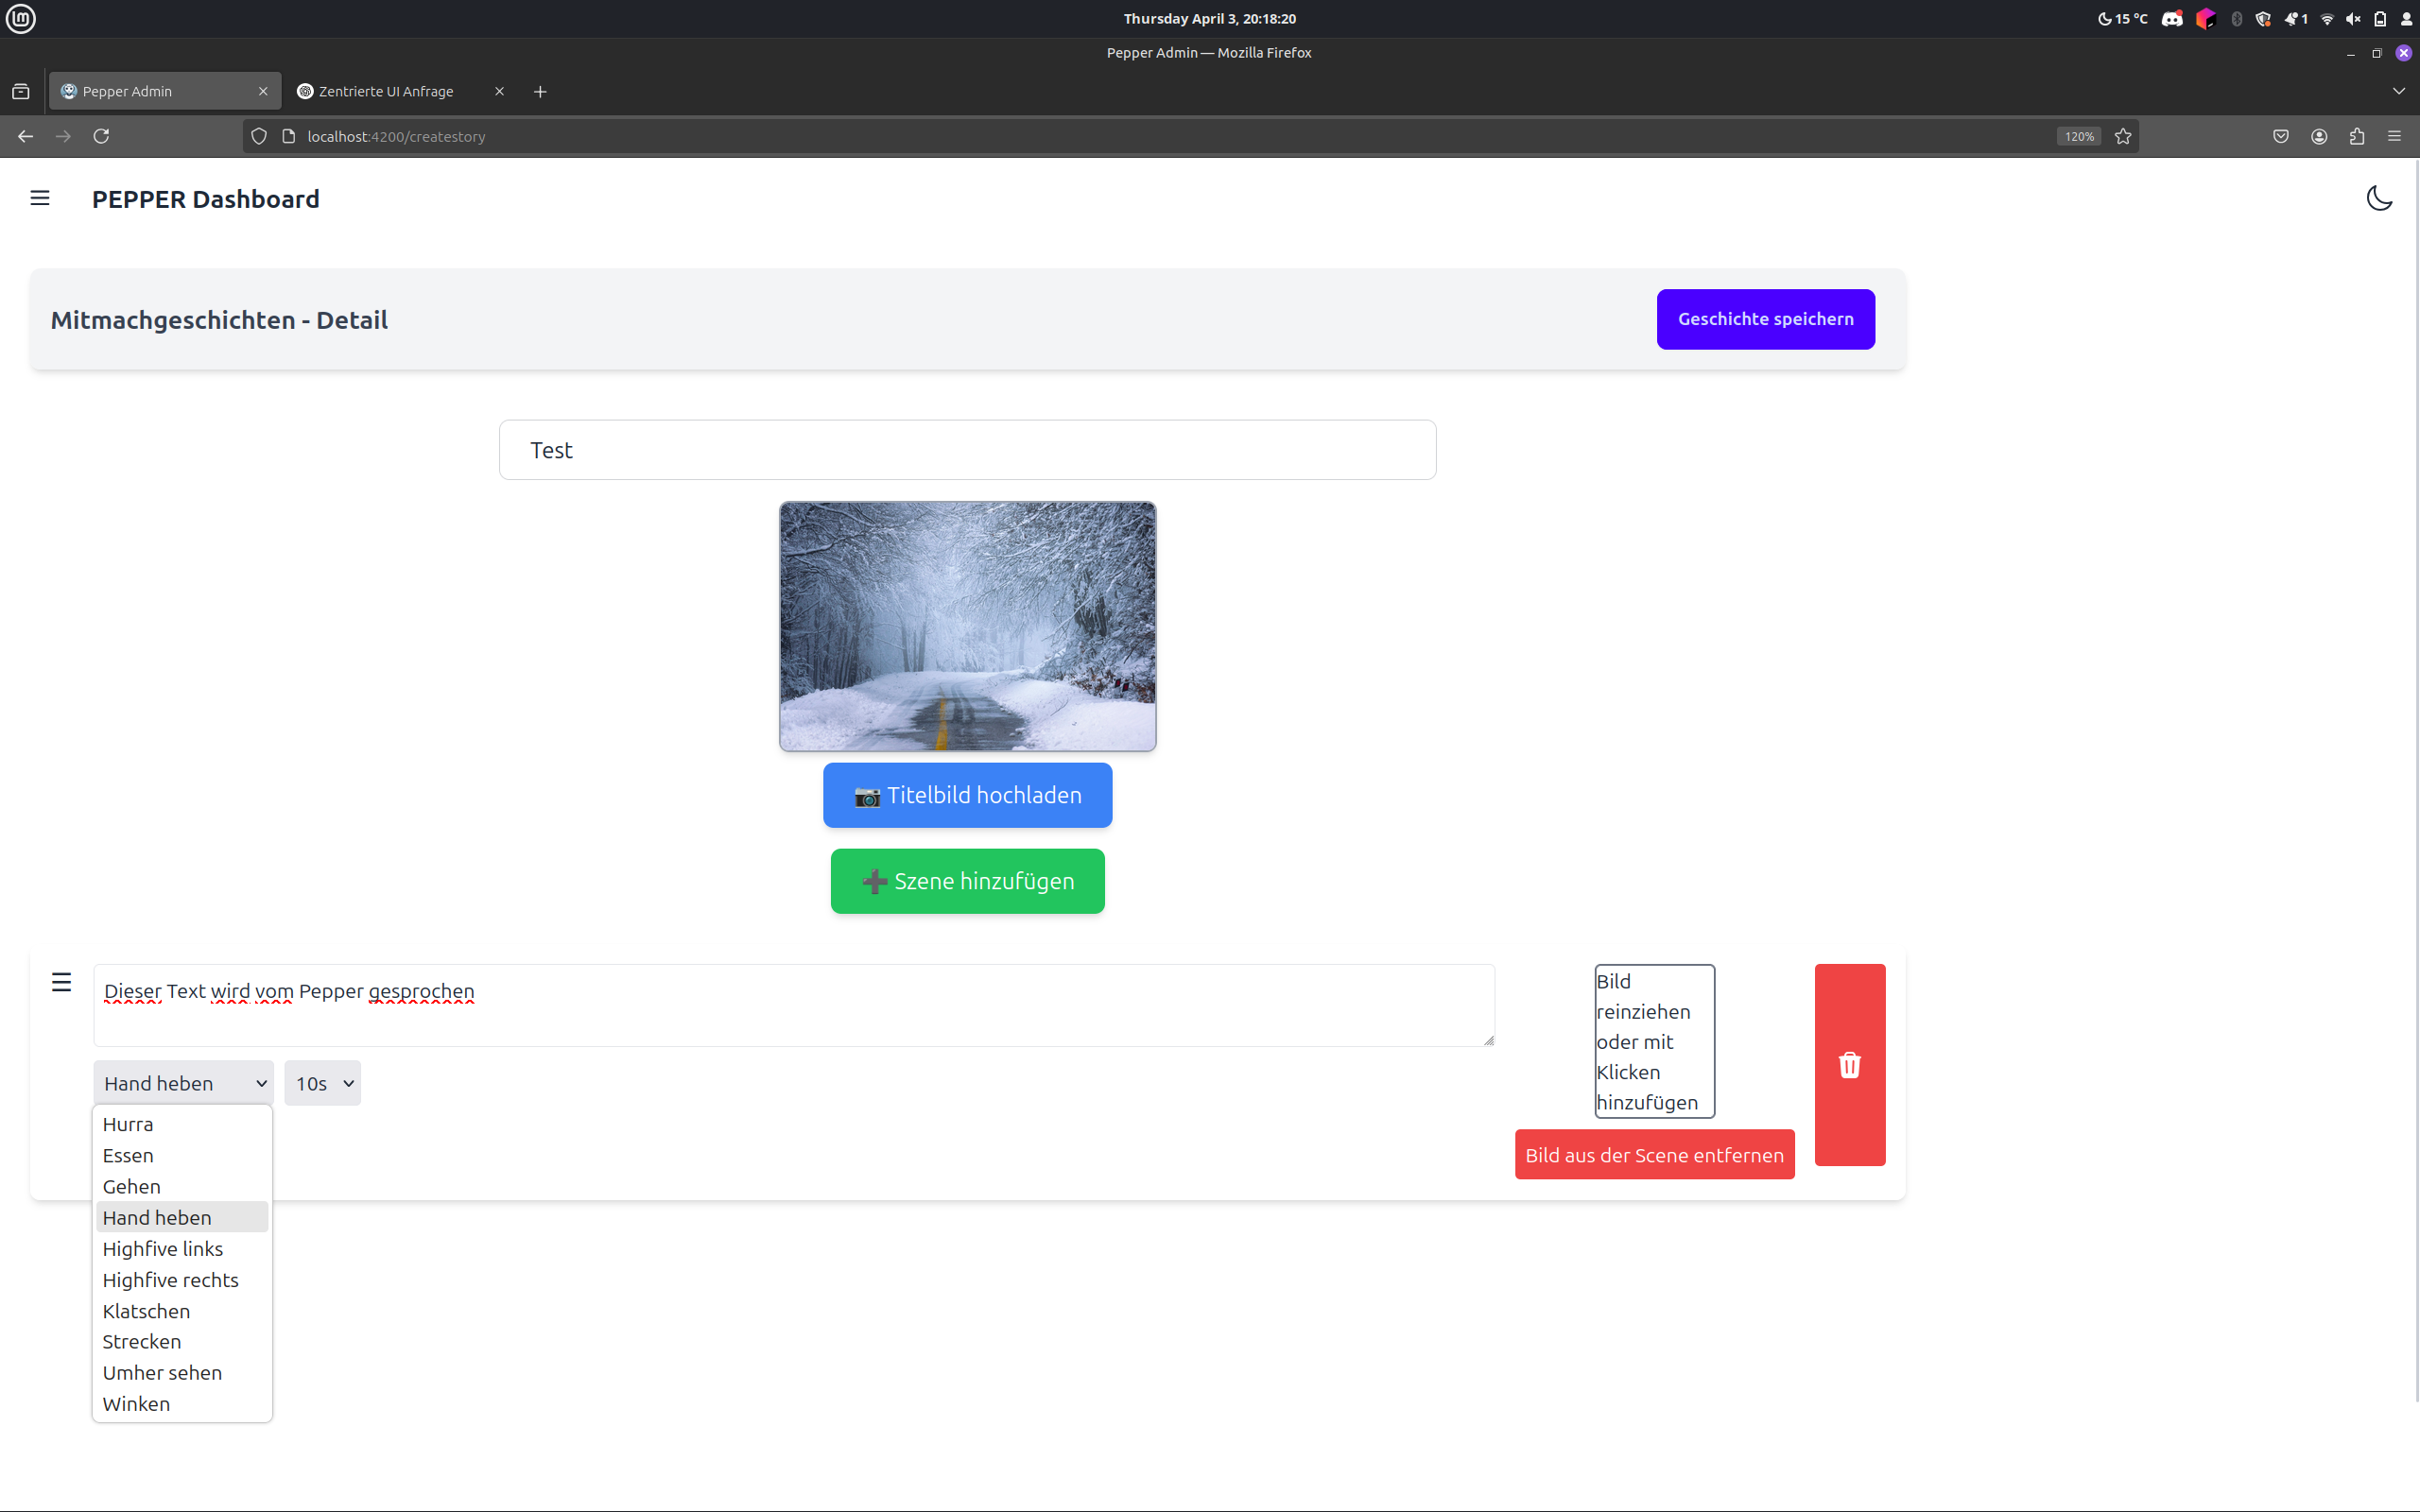 Thursday April 3, 20:18:20
15 °C
1
Pepper Admin — Mozilla Firefox
Pepper Admin
Zentrierte UI Anfrage
localhost:4200/createstory
120%
PEPPER Dashboard
Mitmachgeschichten - Detail
Geschichte speichern
Test
Titelbild hochladen
Szene hinzufügen
Dieser Text wird vom Pepper gesprochen
Bild
reinziehen
oder mit
Klicken
hinzufügen
Bild aus der Scene entfernen
Hand heben
10s
Hurra
Essen
Gehen
Hand heben
Highfive links
Highfive rechts
Klatschen
Strecken
Umher sehen
Winken